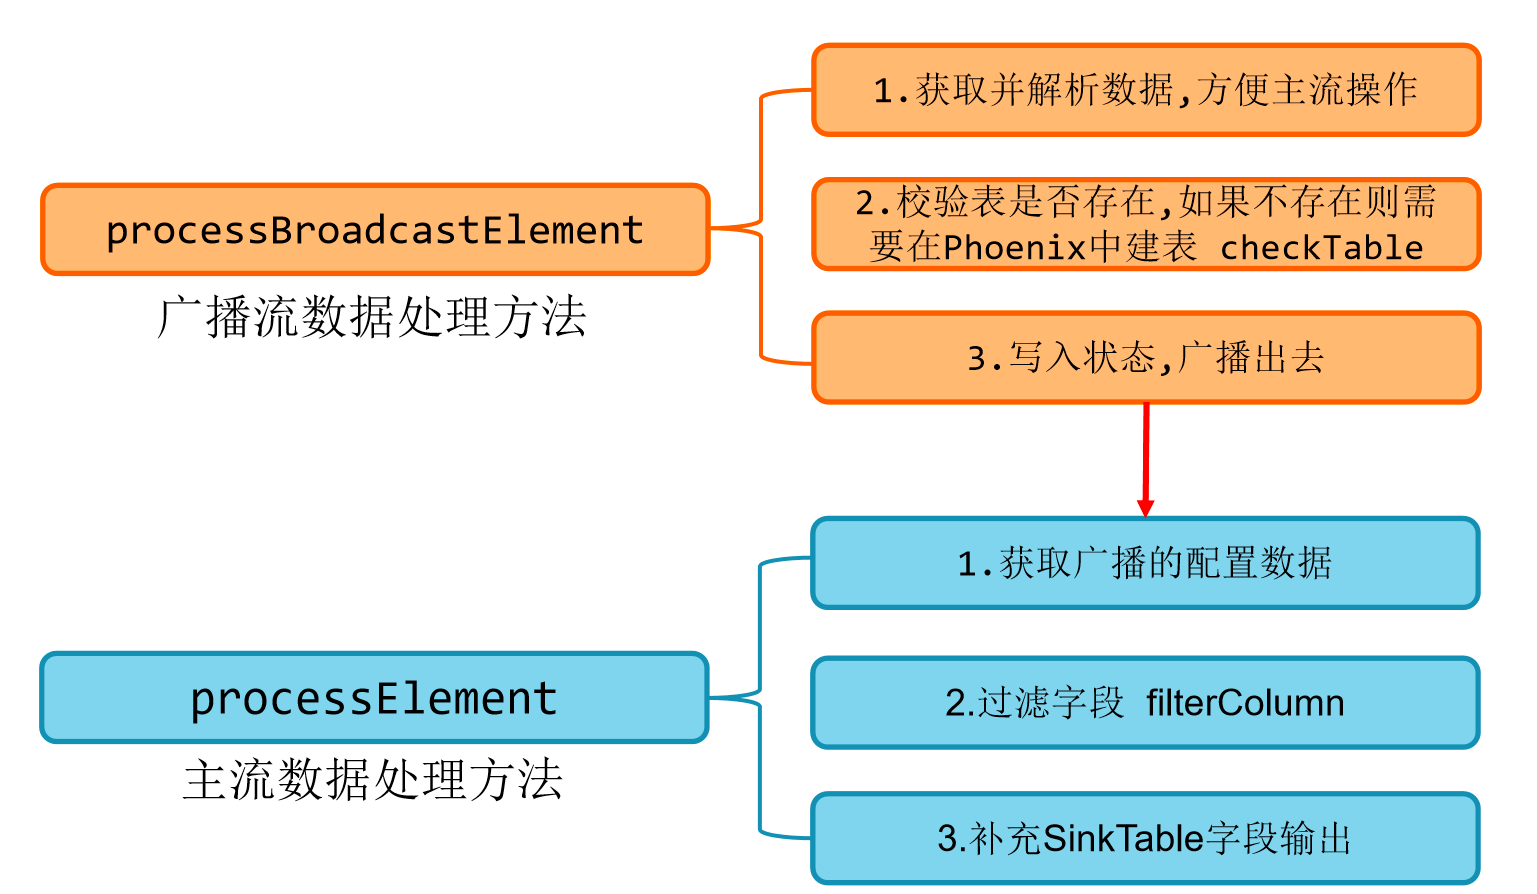 1.获取并解析数据,方便主流操作
2.校验表是否存在,如果不存在则需
要在Phoenix中建表 checkTable
processBroadcastElement
广播流数据处理方法
3.写入状态,广播出去
1.获取广播的配置数据
processElement
主流数据处理方法
2.过滤字段 filterColumn
3.补充SinkTable字段输出